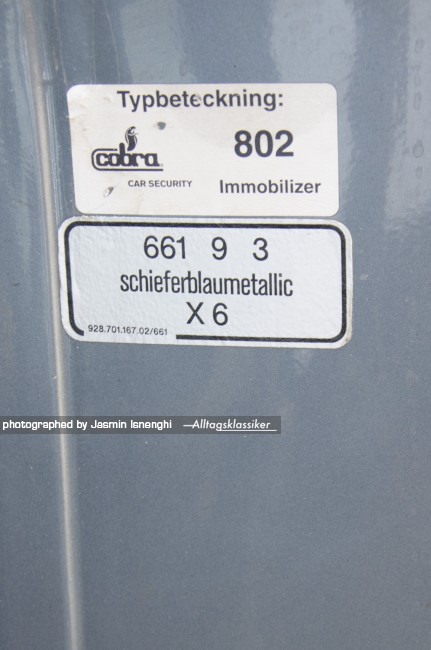 Typbeteckning:
cobra
802
CAR SECURITY
Immobilizer
661 9 3
schieferblaumetallic
X6
928.701.167.02/661
photographed by Jasmin Isnenghi —Alltagsklassiker